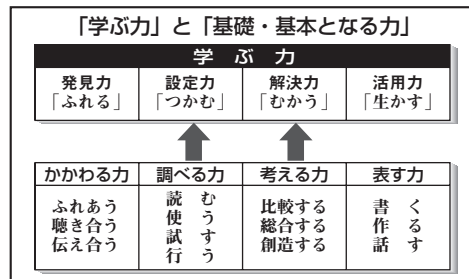 「学ぶ力」と「基礎・基本となる力」
学ぶ力
発見力 設定力 解決力 活用力
「ふれる」 「つかむ」 「むかう」 「生かす」
かかわる力 調べる力 考える力 表す力
ふれあう
聴き合う
伝え合う
読む
使う
試す
行う
比較する
総合する
創造する
書く
作る
話す